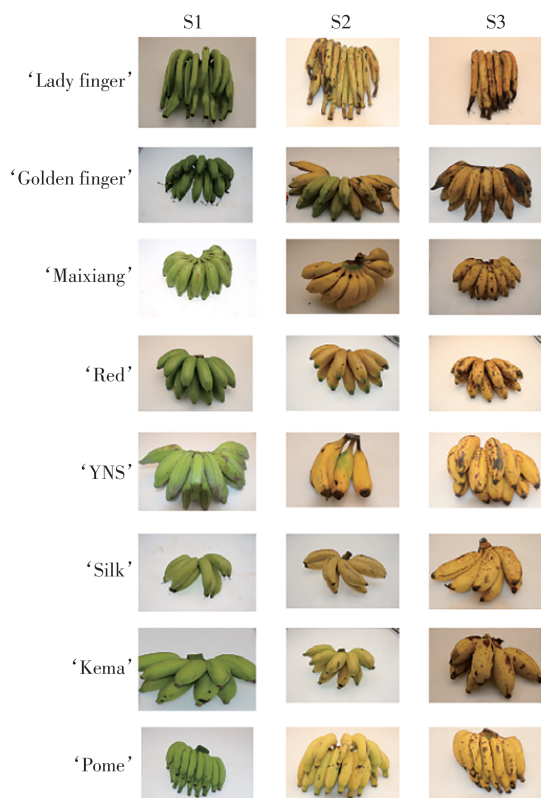 S1 S2 S3
‘Lady finger’
‘Golden finger’
‘Maixiang’
‘Red’
‘YNS’
‘Silk’
‘Kema’
‘Pome’